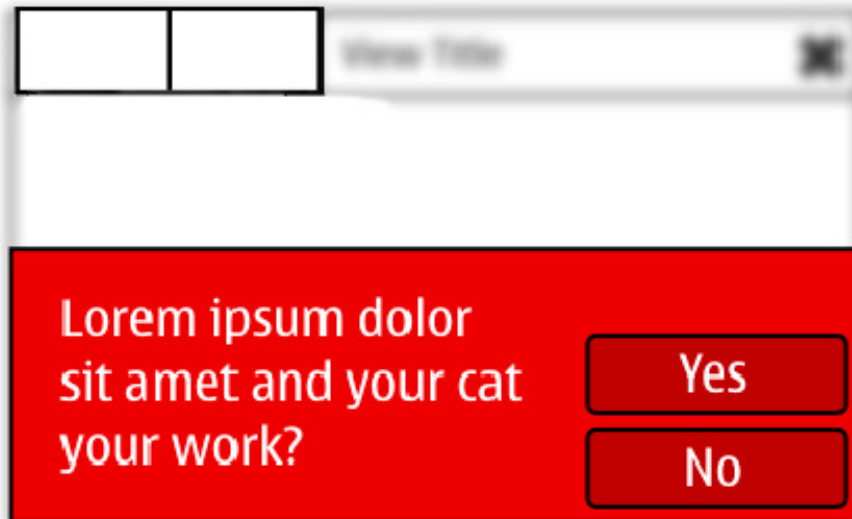 View Title
Lorem ipsum dolor
sit amet and your cat
your work?
Yes
No